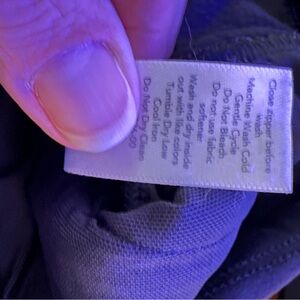 Close zipper before
wash
Machine Wash Cold
Gentle Circle
Do Not Bleach
Do not use fabric
softener
Wash and dry inside
out with like colors
Tumble Dry Low
Cool Iron
Do Not Dry Clean